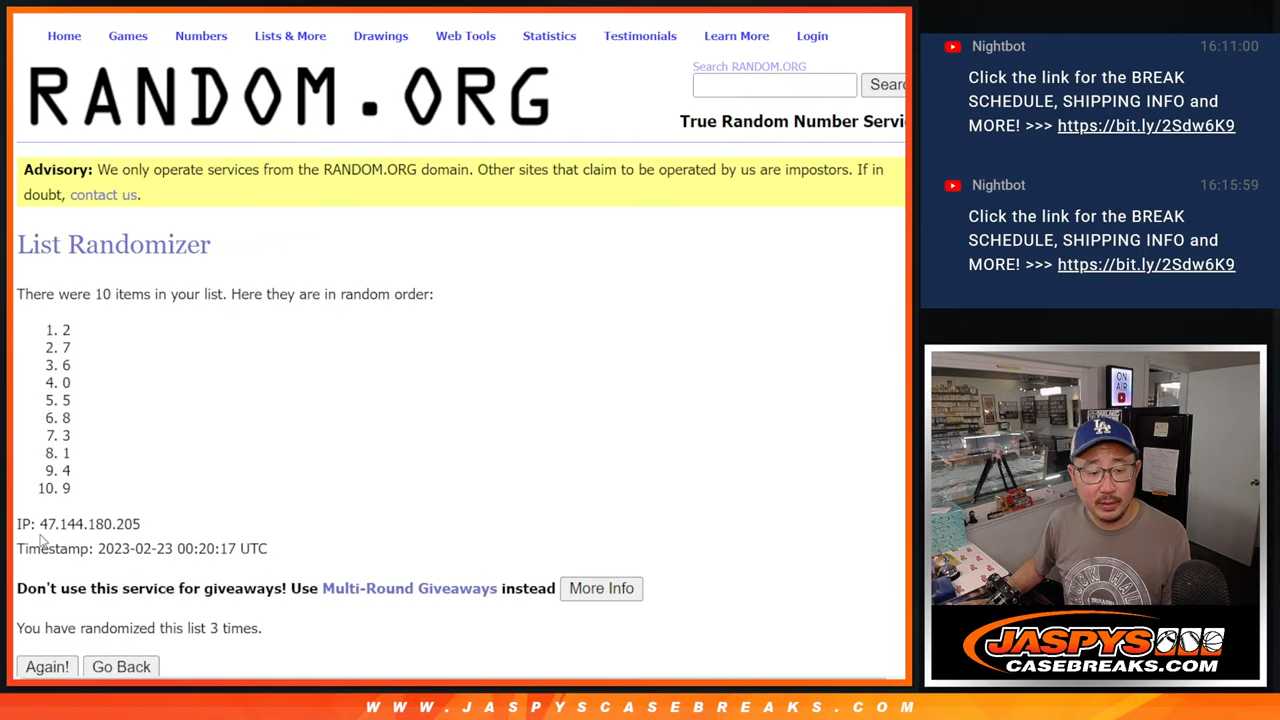 Home Games Numbers Lists & More Drawings Web Tools Statistics Testimonials Learn More Login
RANDOM.ORG
Search RANDOM.ORG
True Random Number Servi
Advisory: We only operate services from the RANDOM.ORG domain. Other sites that claim to be operated by us are impostors. If in
doubt, contact us.
List Randomizer
There were 10 items in your list. Here they are in random order:
1. 2
2. 7
3. 6
4. 0
5. 5
6. 8
7. 3
8. 1
9. 4
10. 9
IP: 47.144.180.205
Timestamp: 2023-02-23 00:20:17 UTC
Don't use this service for giveaways! Use Multi-Round Giveaways instead More Info
You have randomized this list 3 times.
Again! Go Back
Nightbot 16:11:00
Click the link for the BREAK
SCHEDULE, SHIPPING INFO and
MORE! >>> https://bit.ly/2Sdw6K9
Nightbot 16:15:59
Click the link for the BREAK
SCHEDULE, SHIPPING INFO and
MORE! >>> https://bit.ly/2Sdw6K9
ON
AIR
LA
JASPYS
CASEBREAKS.COM
WWW.JASPYSCASEBREAKS.COM